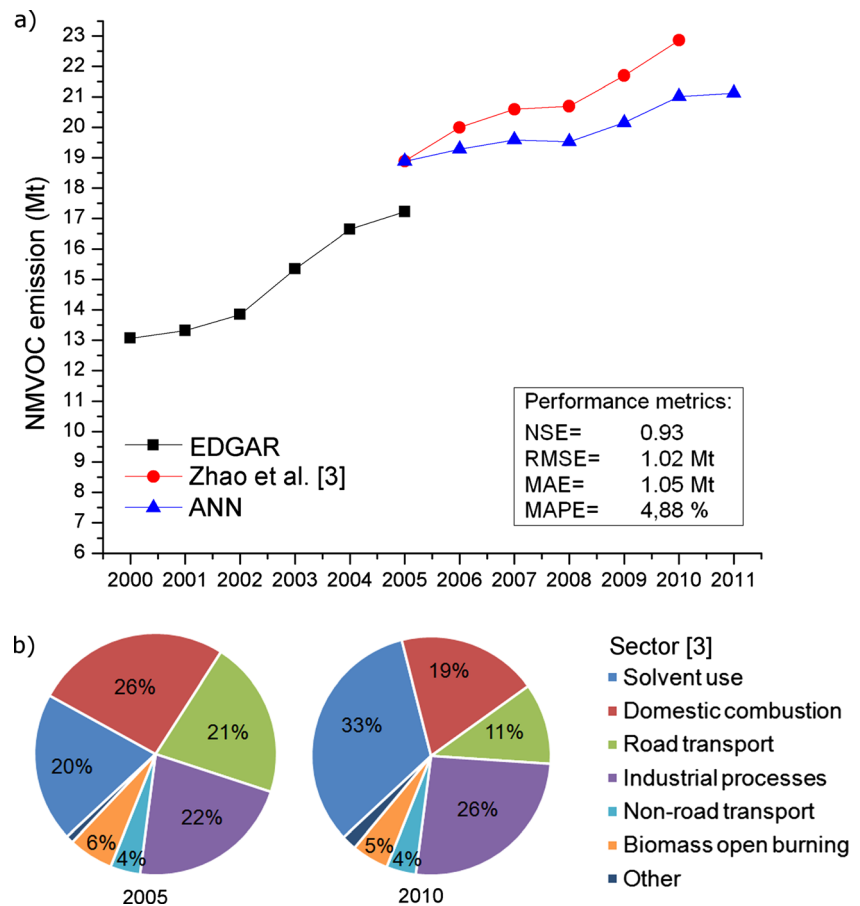 a)
NMVOC emission (Mt)
23
22
21
20
19
18
17
16
15
14
13
12
11
10
9
8
7
6
EDGAR
Zhao et al. [3]
ANN
Performance metrics:
NSE= 0.93
RMSE= 1.02 Mt
MAE= 1.05 Mt
MAPE= 4,88 %
2000 2001 2002 2003 2004 2005 2006 2007 2008 2009 2010 2011
b)
26%
21%
20%
22%
6%
4%
2005
19%
33%
11%
26%
5%
4%
2010
Sector [3]
Solvent use
Domestic combustion
Road transport
Industrial processes
Non-road transport
Biomass open burning
Other